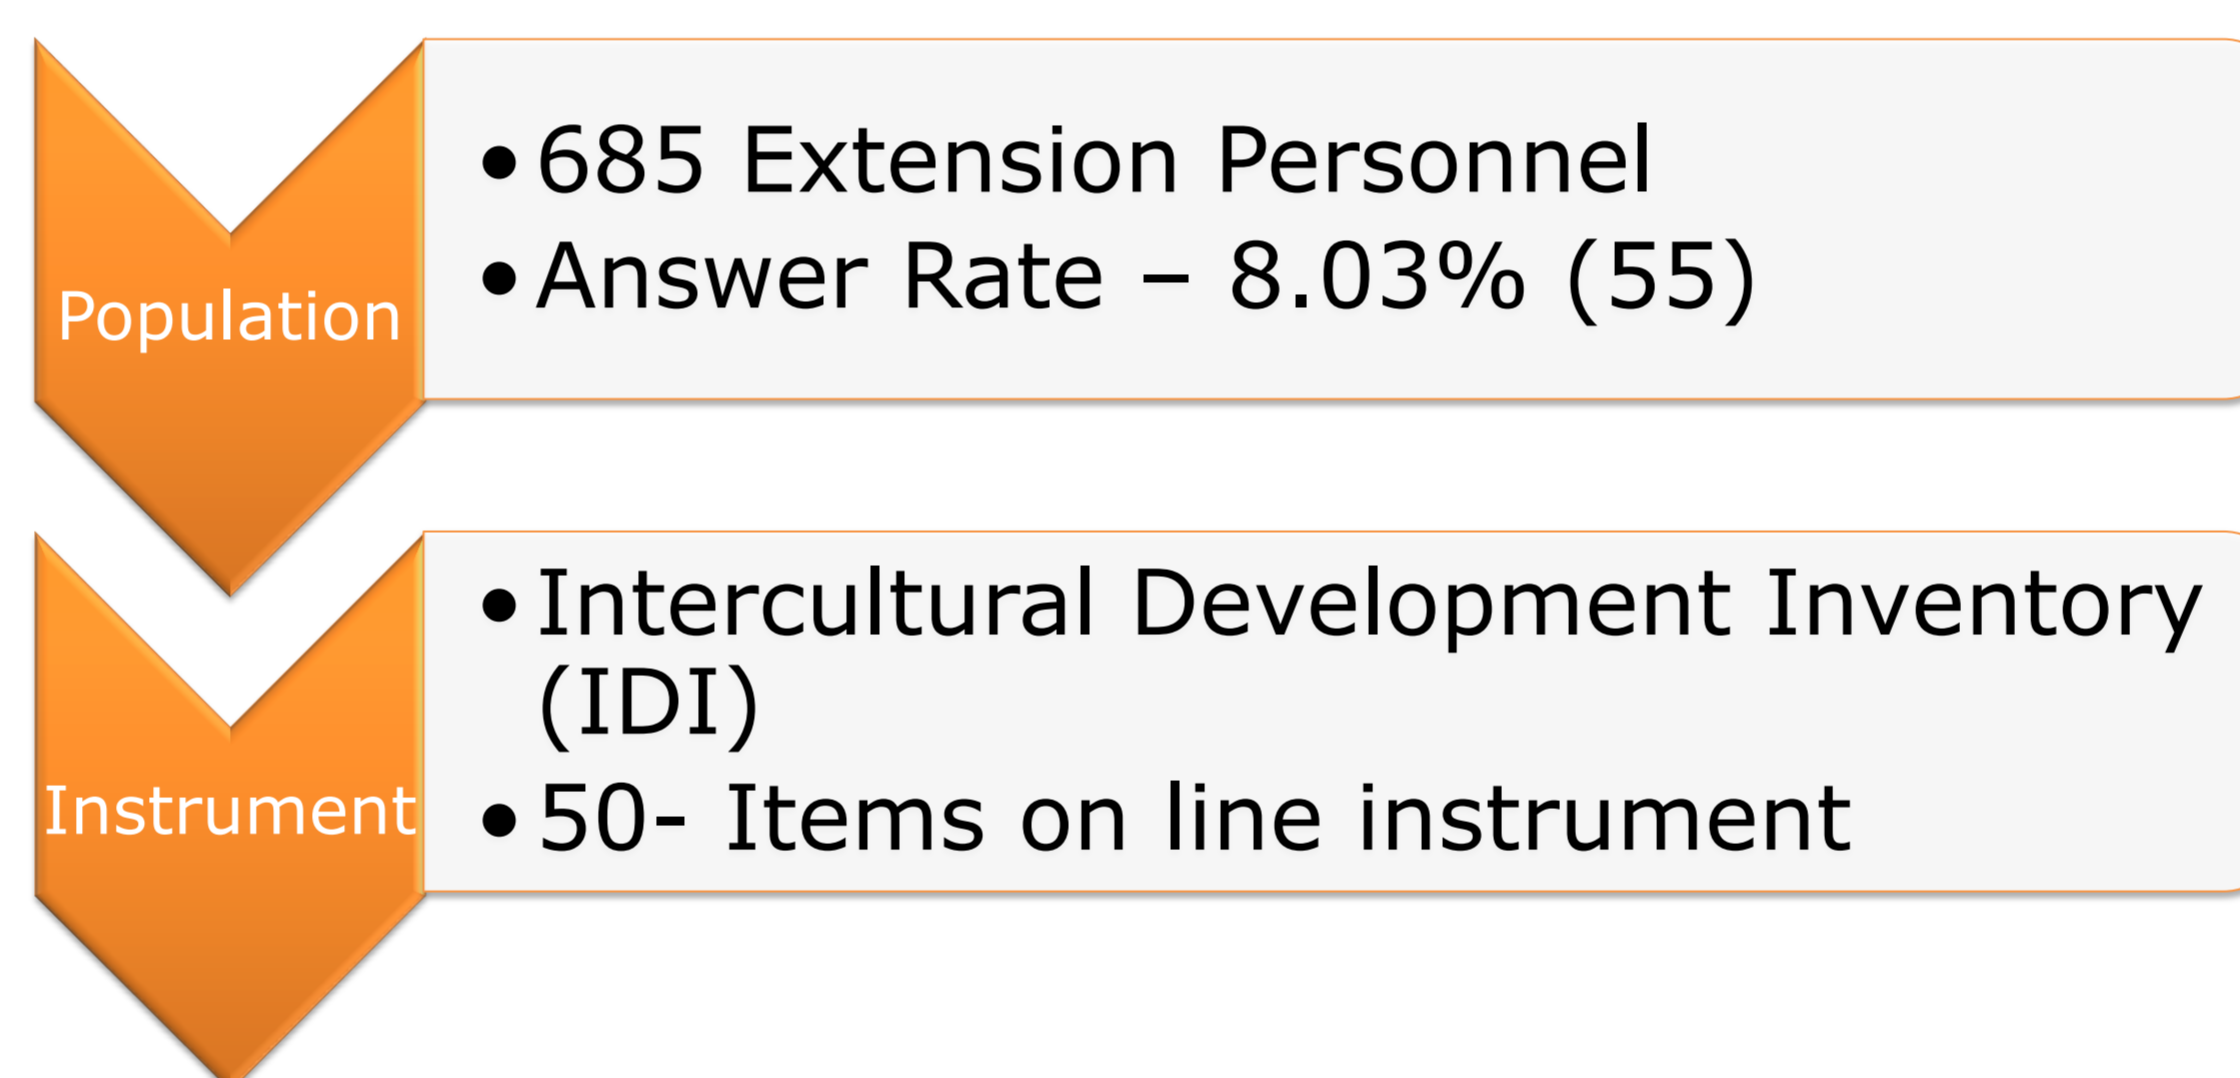 Population
•685 Extension Personnel
•Answer Rate – 8.03% (55)
Instrument
•Intercultural Development Inventory
(IDI)
•50- Items on line instrument